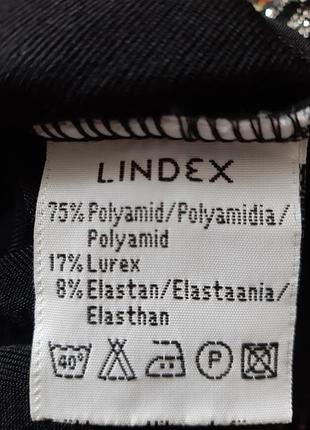 LINDEX
75% Polyamid/Polyamidia/
Polyamid
17% Lurex
8% Elastan/Elastaania/
Elasthan
40° P